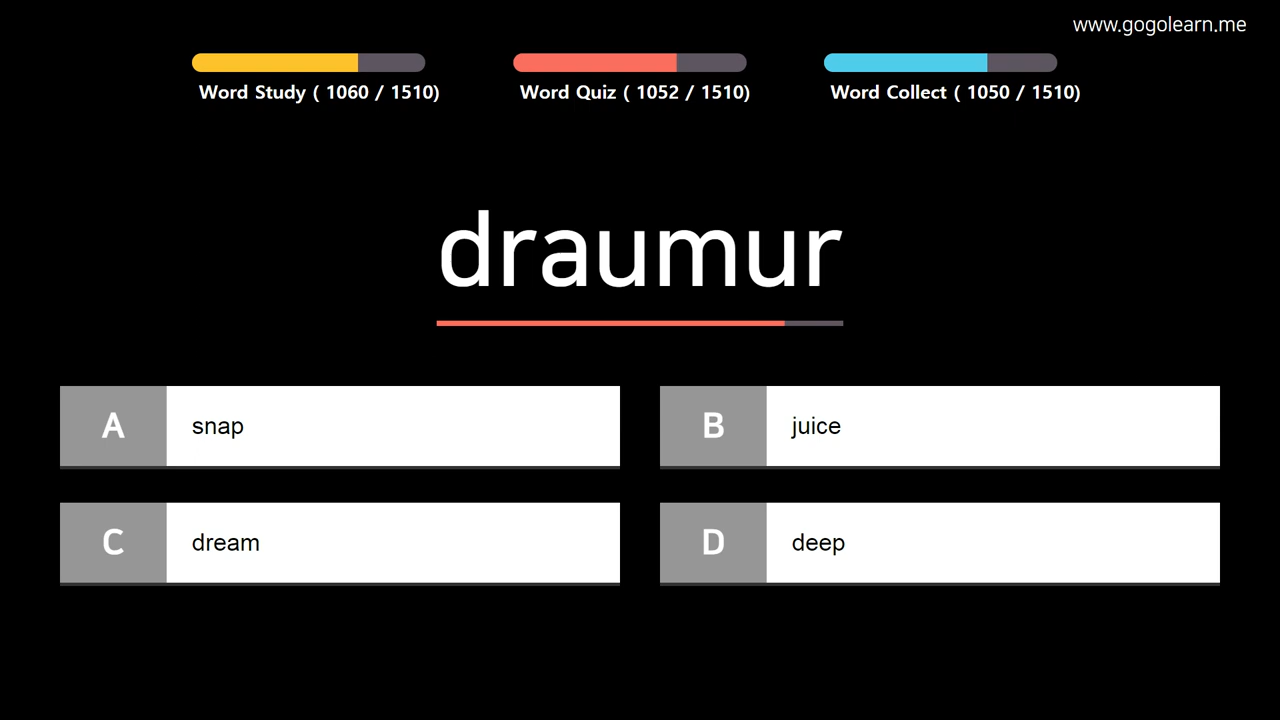 www.gogolearn.me
Word Study ( 1060 / 1510)
Word Quiz ( 1052 / 1510)
Word Collect ( 1050 / 1510)
draumur
A snap
B juice
C dream
D deep